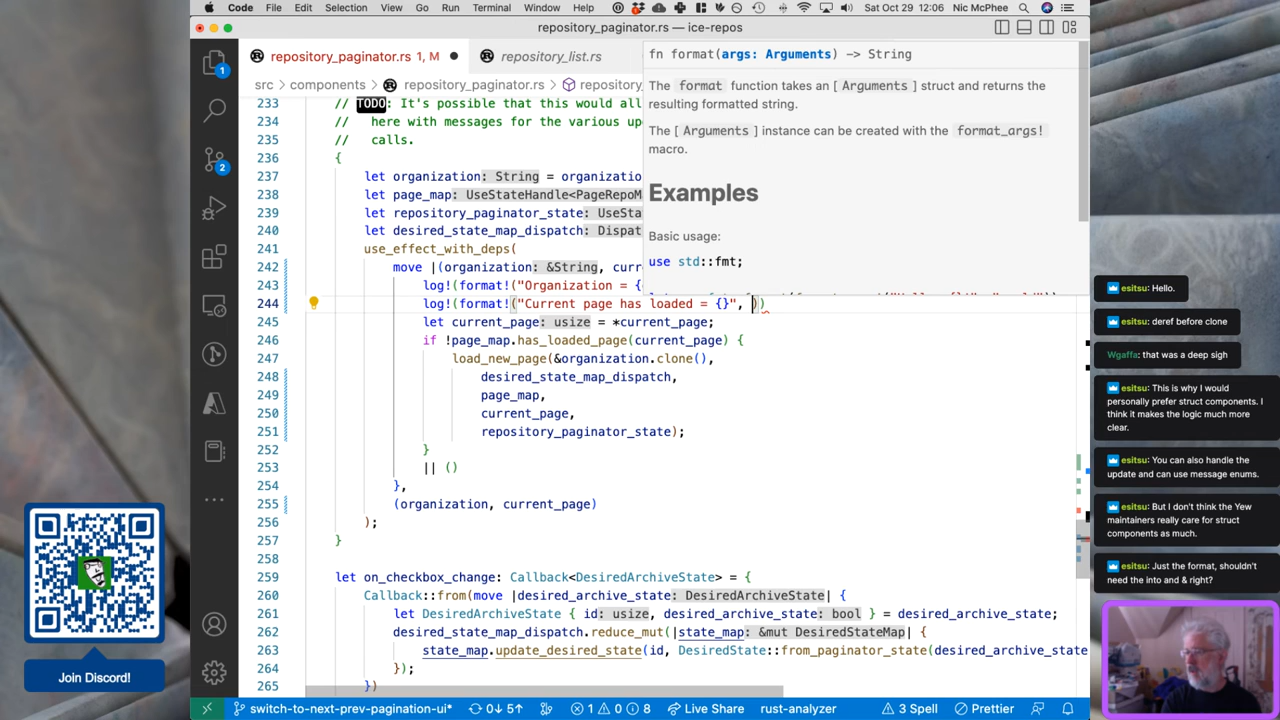 Code File Edit Selection View Go Run Terminal Window Help Sat Oct 29 12:06 Nic McPhee
repository_paginator.rs — ice-repos
repository_paginator.rs 1, M repository_list.rs
src components repository_paginator.rs reposito
fn format(args: Arguments) -> String
The format function takes an [ Arguments ] struct and returns the
resulting formatted string.
The [ Arguments ] instance can be created with the format_args!
macro.
Examples
Basic usage:
use std::fmt;
233 // TODO: It's possible that this would all
234 // here with messages for the various up
235 // calls.
236 {
237 let organization: String = organizatio
238 let page_map: UseStateHandle<PageRepoM
239 let repository_paginator_state: UseSta
240 let desired_state_map_dispatch: Dispat
241 use_effect_with_deps(
242 move |(organization: &String, curr
243 log!(format!("Organization = {
244 log!(format!("Current page has loaded = {}", ))
245 let current_page: usize = *current_page;
246 if !page_map.has_loaded_page(current_page) {
247 load_new_page(&organization.clone(),
248 desired_state_map_dispatch,
249 page_map,
250 current_page,
251 repository_paginator_state);
252 }
253 || ()
254 },
255 (organization, current_page)
256 );
257 }
258
259 let on_checkbox_change: Callback<DesiredArchiveState> = {
260 Callback::from(move |desired_archive_state: DesiredArchiveState| {
261 let DesiredArchiveState { id: usize, desired_archive_state: bool } = desired_archive_state;
262 desired_state_map_dispatch.reduce_mut(|state_map: &mut DesiredStateMap| {
263 state_map.update_desired_state(id, DesiredState::from_paginator_state(desired_archive_state
264 });
265 })
1
2
switch-to-next-prev-pagination-ui* 0↓ 5↑ 1 0 8 Live Share rust-analyzer 3 Spell Prettier
Join Discord!
esitsu: Hello.
esitsu: deref before clone
Wgaffa: that was a deep sigh
esitsu: This is why I would
personally prefer struct components. I
think it makes the logic much more
clear.
esitsu: You can also handle the
update and can use message enums.
esitsu: But I don't think the Yew
maintainers really care for struct
components as much.
esitsu: Just the format, shouldn't
need the into and & right?